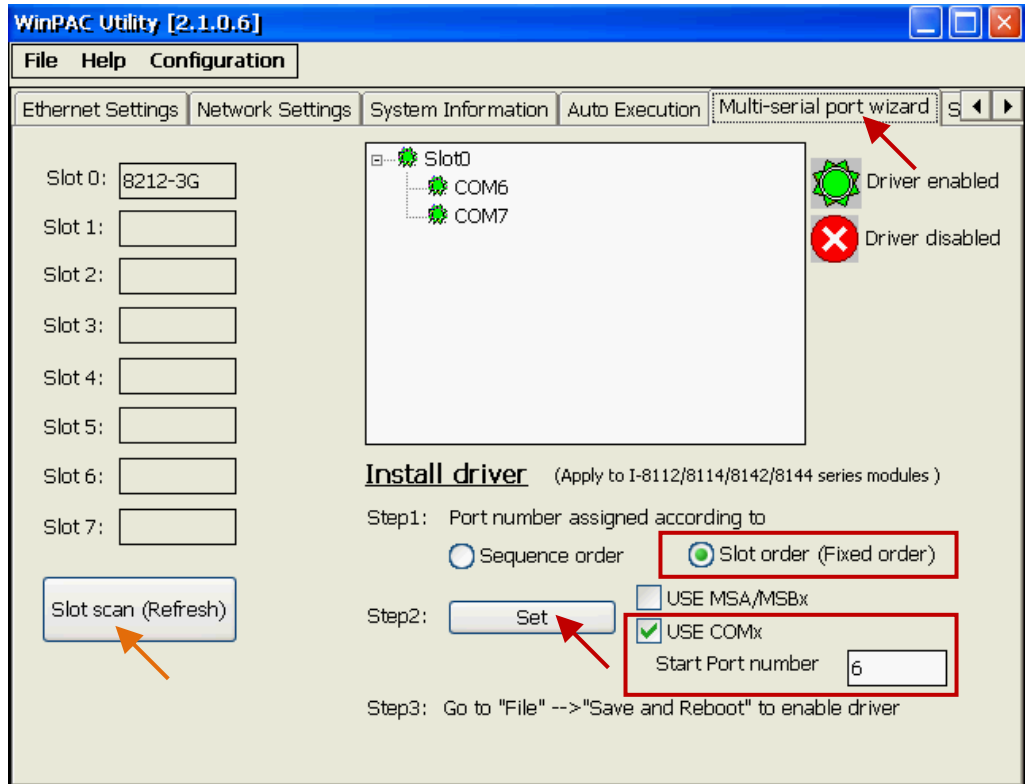 WinPAC Utility [2.1.0.6]
File Help Configuration
Ethernet Settings Network Settings System Information Auto Execution Multi-serial port wizard S
Slot 0: 8212-3G
Slot 1:
Slot 2:
Slot 3:
Slot 4:
Slot 5:
Slot 6:
Slot 7:
Slot scan (Refresh)
Slot0
COM6
COM7
Driver enabled
Driver disabled
Install driver (Apply to I-8112/8114/8142/8144 series modules )
Step1: Port number assigned according to
Sequence order Slot order (Fixed order)
Step2: Set USE MSA/MSBx
USE COMx
Start Port number 6
Step3: Go to "File" -->"Save and Reboot" to enable driver